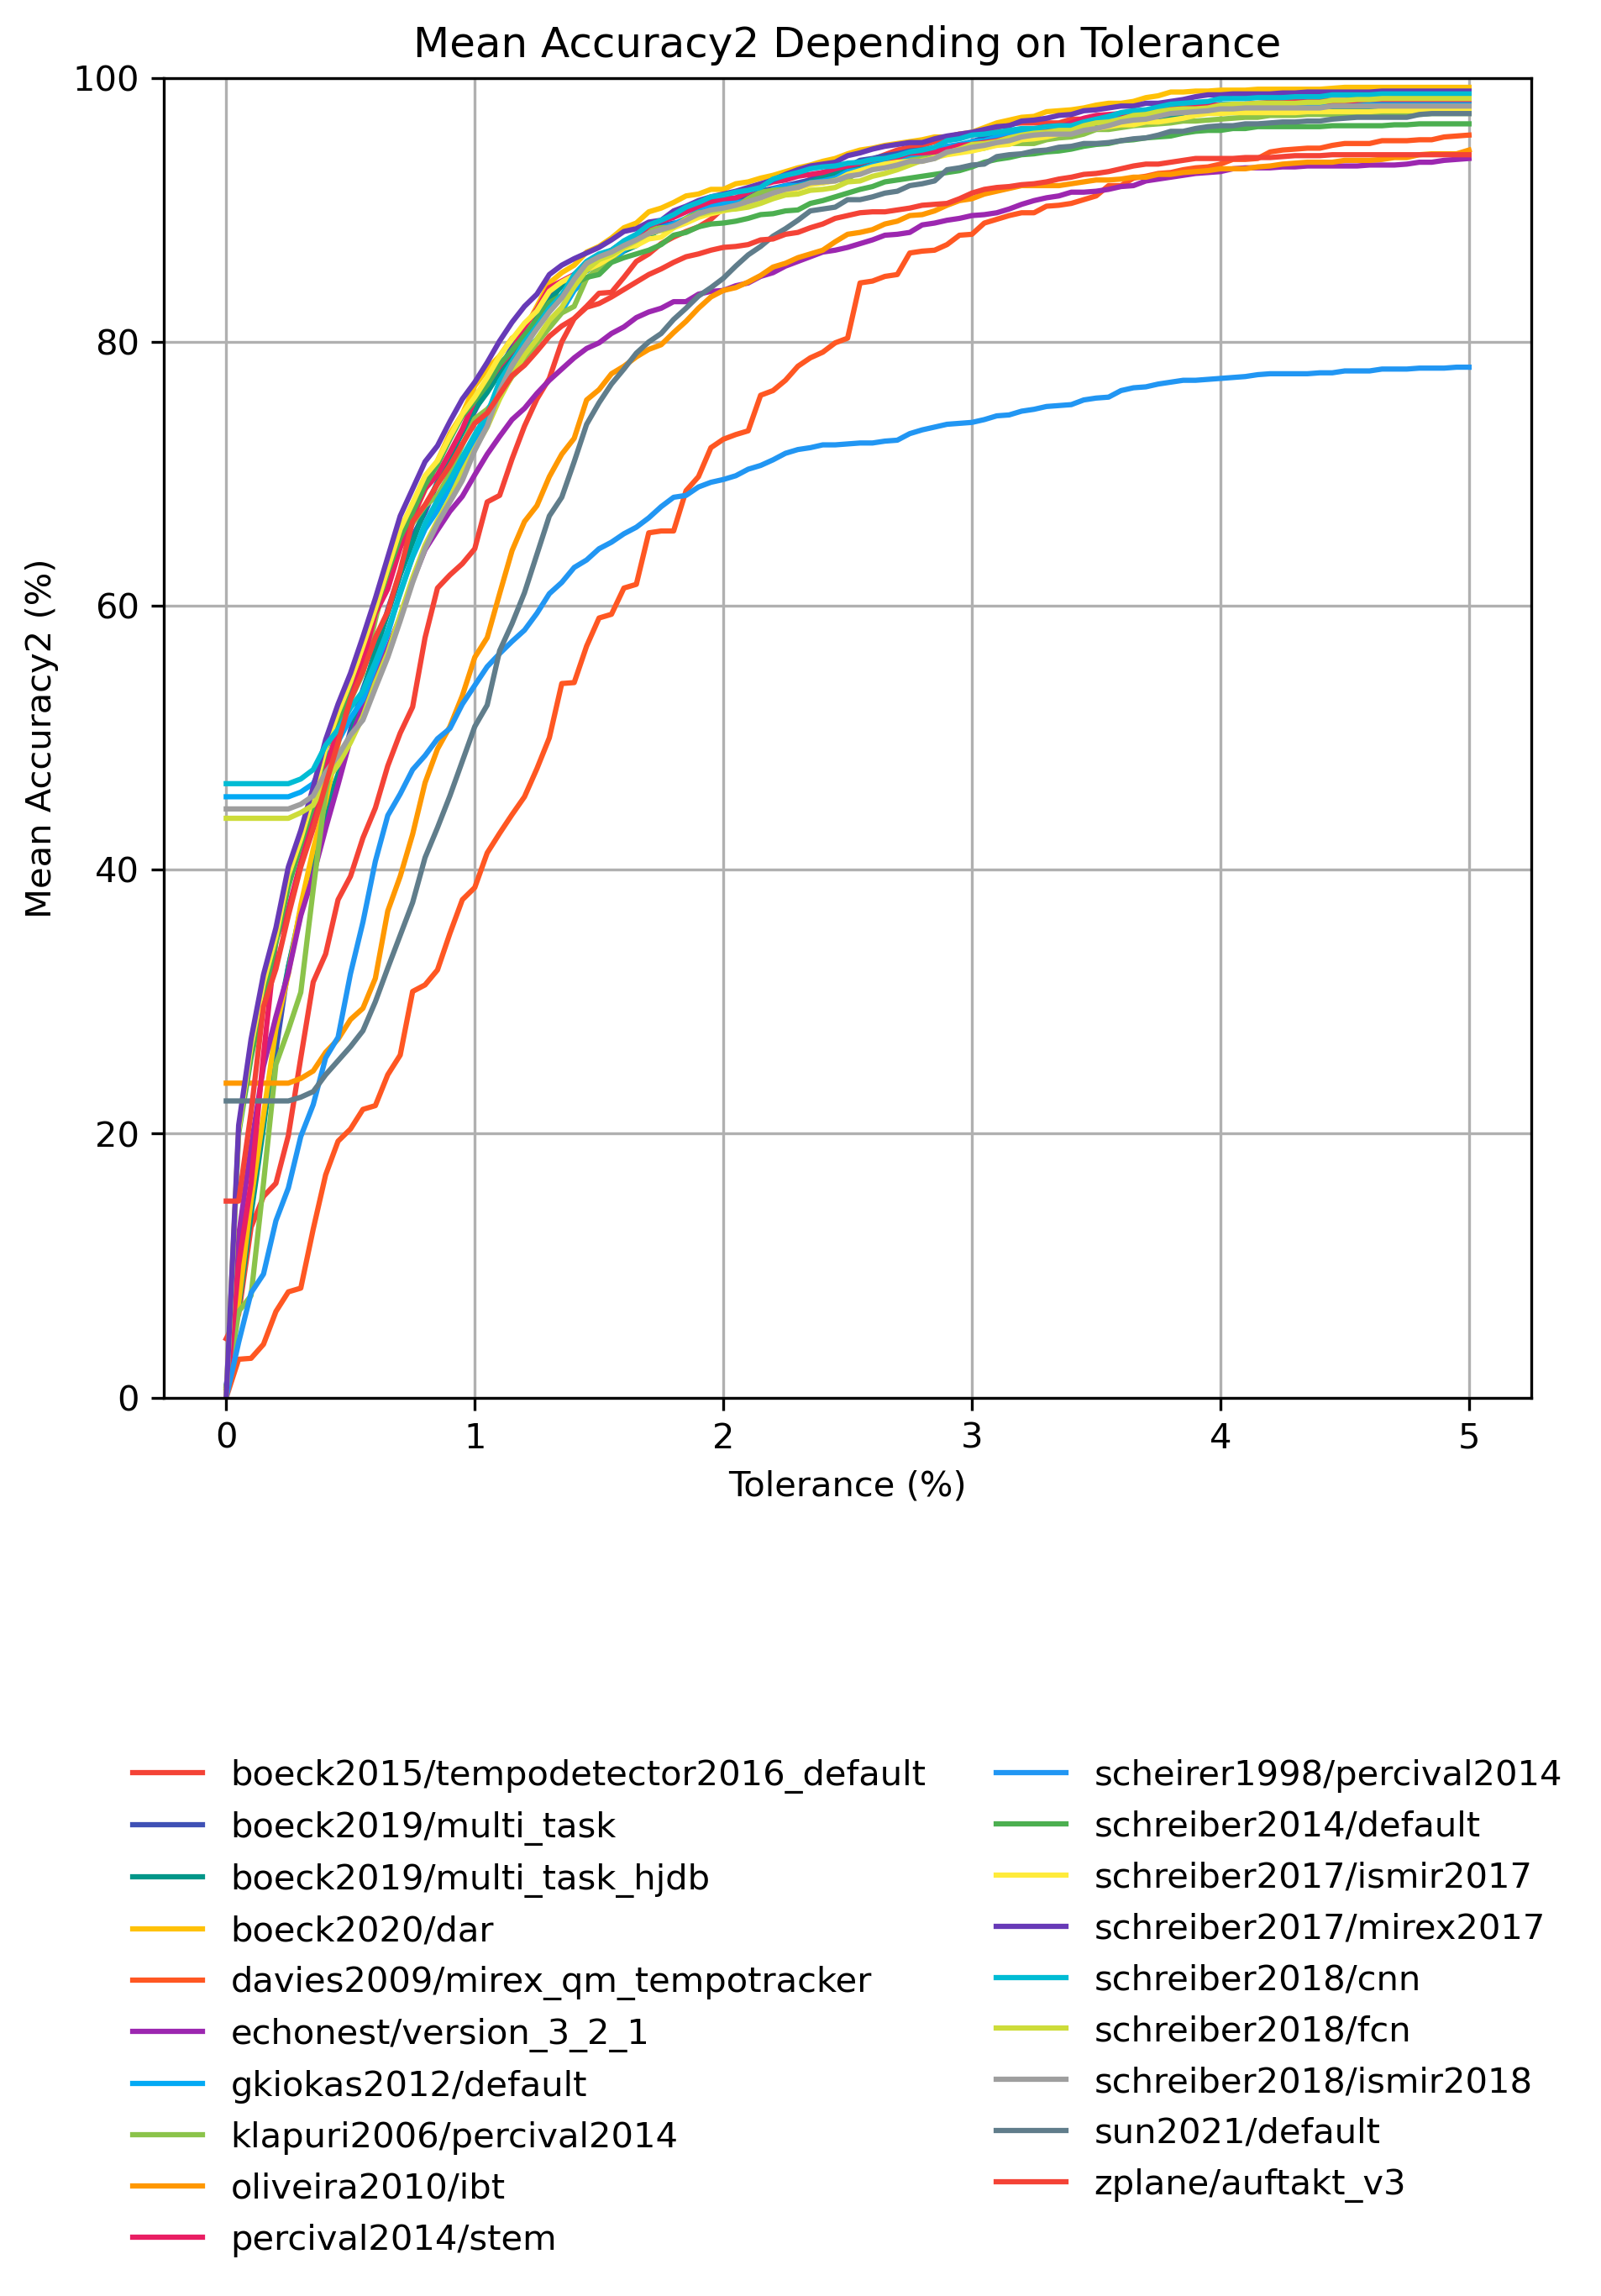 Mean Accuracy2 Depending on Tolerance
Mean Accuracy2 (%)
100
80
60
40
20
0
0 1 2 3 4 5
Tolerance (%)
boeck2015/tempodetector2016_default
boeck2019/multi_task
boeck2019/multi_task_hjdb
boeck2020/dar
davies2009/mirex_qm_tempotracker
echonest/version_3_2_1
gkiokas2012/default
klapuri2006/percival2014
oliveira2010/ibt
percival2014/stem
scheirer1998/percival2014
schreiber2014/default
schreiber2017/ismir2017
schreiber2017/mirex2017
schreiber2018/cnn
schreiber2018/fcn
schreiber2018/ismir2018
sun2021/default
zplane/auftakt_v3